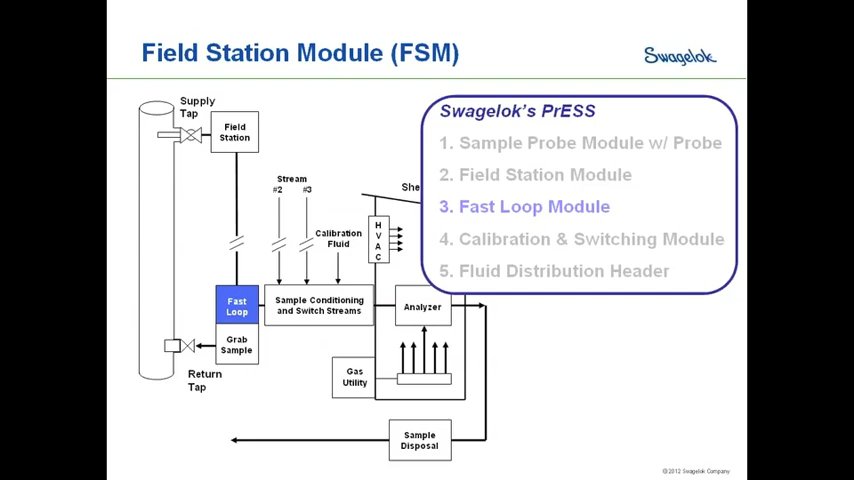 Field Station Module (FSM)
Swagelok
Supply
Tap
Field
Station
Stream
#2 #3
Calibration
Fluid
She
H
V
A
C
Fast
Loop
Sample Conditioning
and Switch Streams
Analyzer
Grab
Sample
Return
Tap
Gas
Utility
Sample
Disposal
Swagelok's PrESS
1. Sample Probe Module w/ Probe
2. Field Station Module
3. Fast Loop Module
4. Calibration & Switching Module
5. Fluid Distribution Header
©2012 Swagelok Company